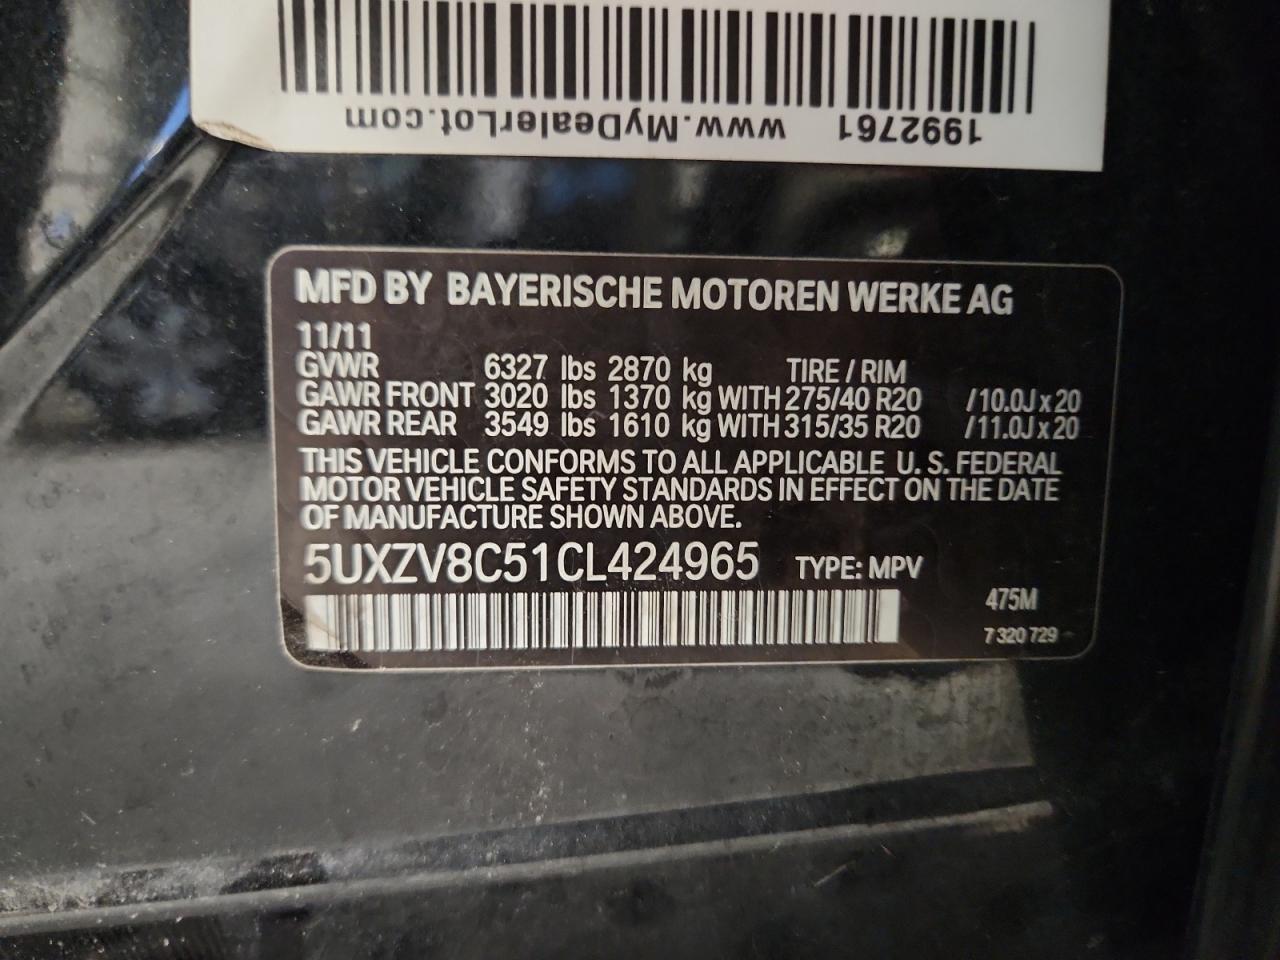 1992761 www.MyDealerLot.com
MFD BY BAYERISCHE MOTOREN WERKE AG
11/11
GVWR 6327 lbs 2870 kg TIRE / RIM
GAWR FRONT 3020 lbs 1370 kg WITH 275/40 R20 /10.0J x 20
GAWR REAR 3549 lbs 1610 kg WITH 315/35 R20 /11.0J x 20
THIS VEHICLE CONFORMS TO ALL APPLICABLE U.S. FEDERAL
MOTOR VEHICLE SAFETY STANDARDS IN EFFECT ON THE DATE
OF MANUFACTURE SHOWN ABOVE.
5UXZV8C51CL424965 TYPE: MPV
475M
7 320 729